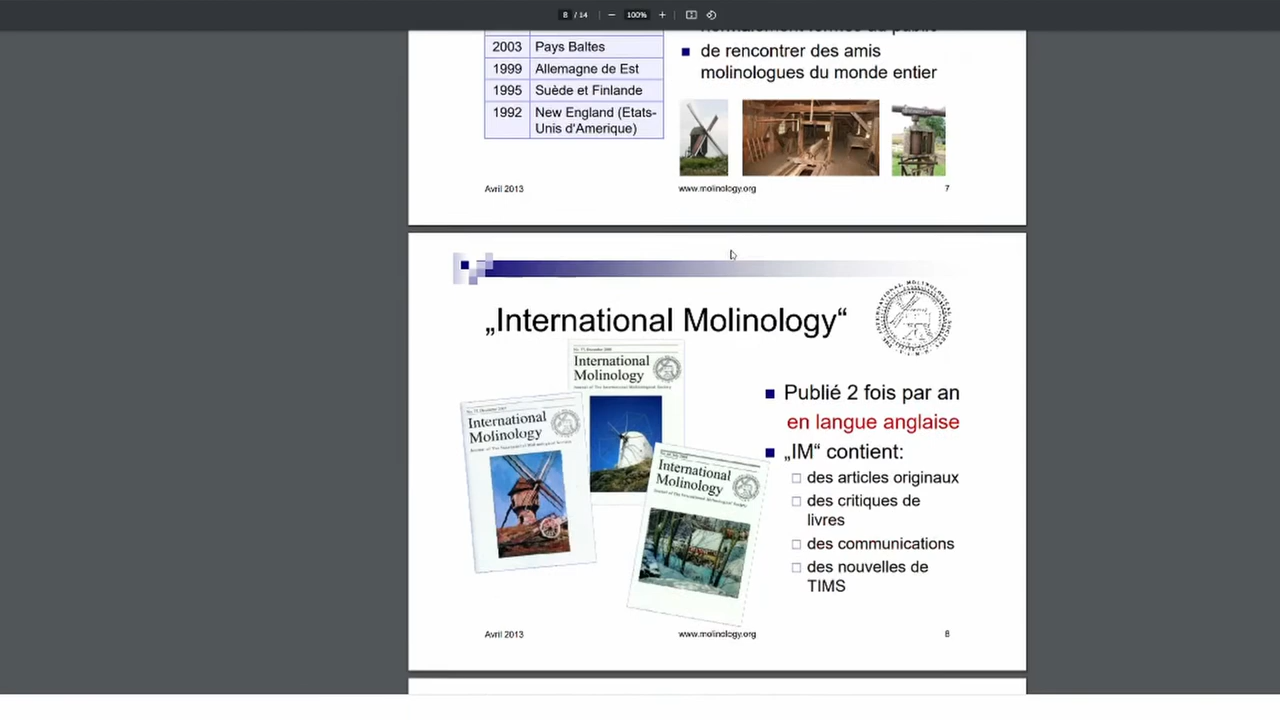 8 / 14
100%
2003 Pays Baltes
1999 Allemagne de Est
1995 Suède et Finlande
1992 New England (Etats-
Unis d'Amerique)
de rencontrer des amis
molinologues du monde entier
Avril 2013 www.molinology.org 7
„International Molinology“
International
Molinology
International
Molinology
International
Molinology
Publié 2 fois par an
en langue anglaise
„IM“ contient:
des articles originaux
des critiques de
livres
des communications
des nouvelles de
TIMS
Avril 2013 www.molinology.org 8